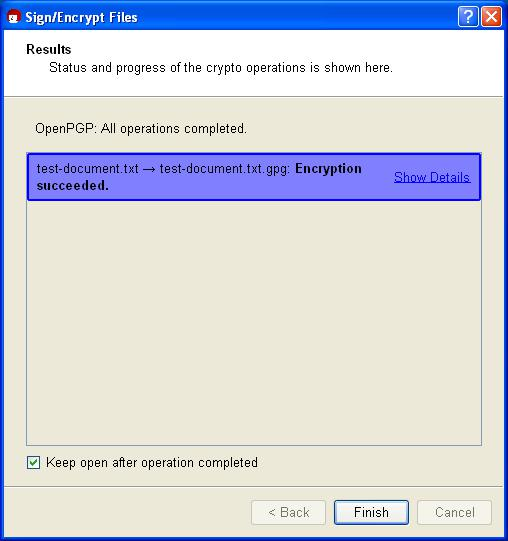 Sign/Encrypt Files
Results
Status and progress of the crypto operations is shown here.
OpenPGP: All operations completed.
test-document.txt → test-document.txt.gpg: Encryption
succeeded.
Show Details
Keep open after operation completed
< Back
Finish
Cancel